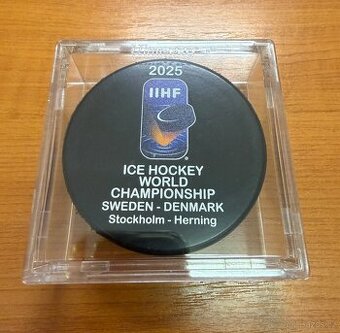 2025
IIHF
ICE HOCKEY
WORLD
CHAMPIONSHIP
SWEDEN - DENMARK
Stockholm - Herning